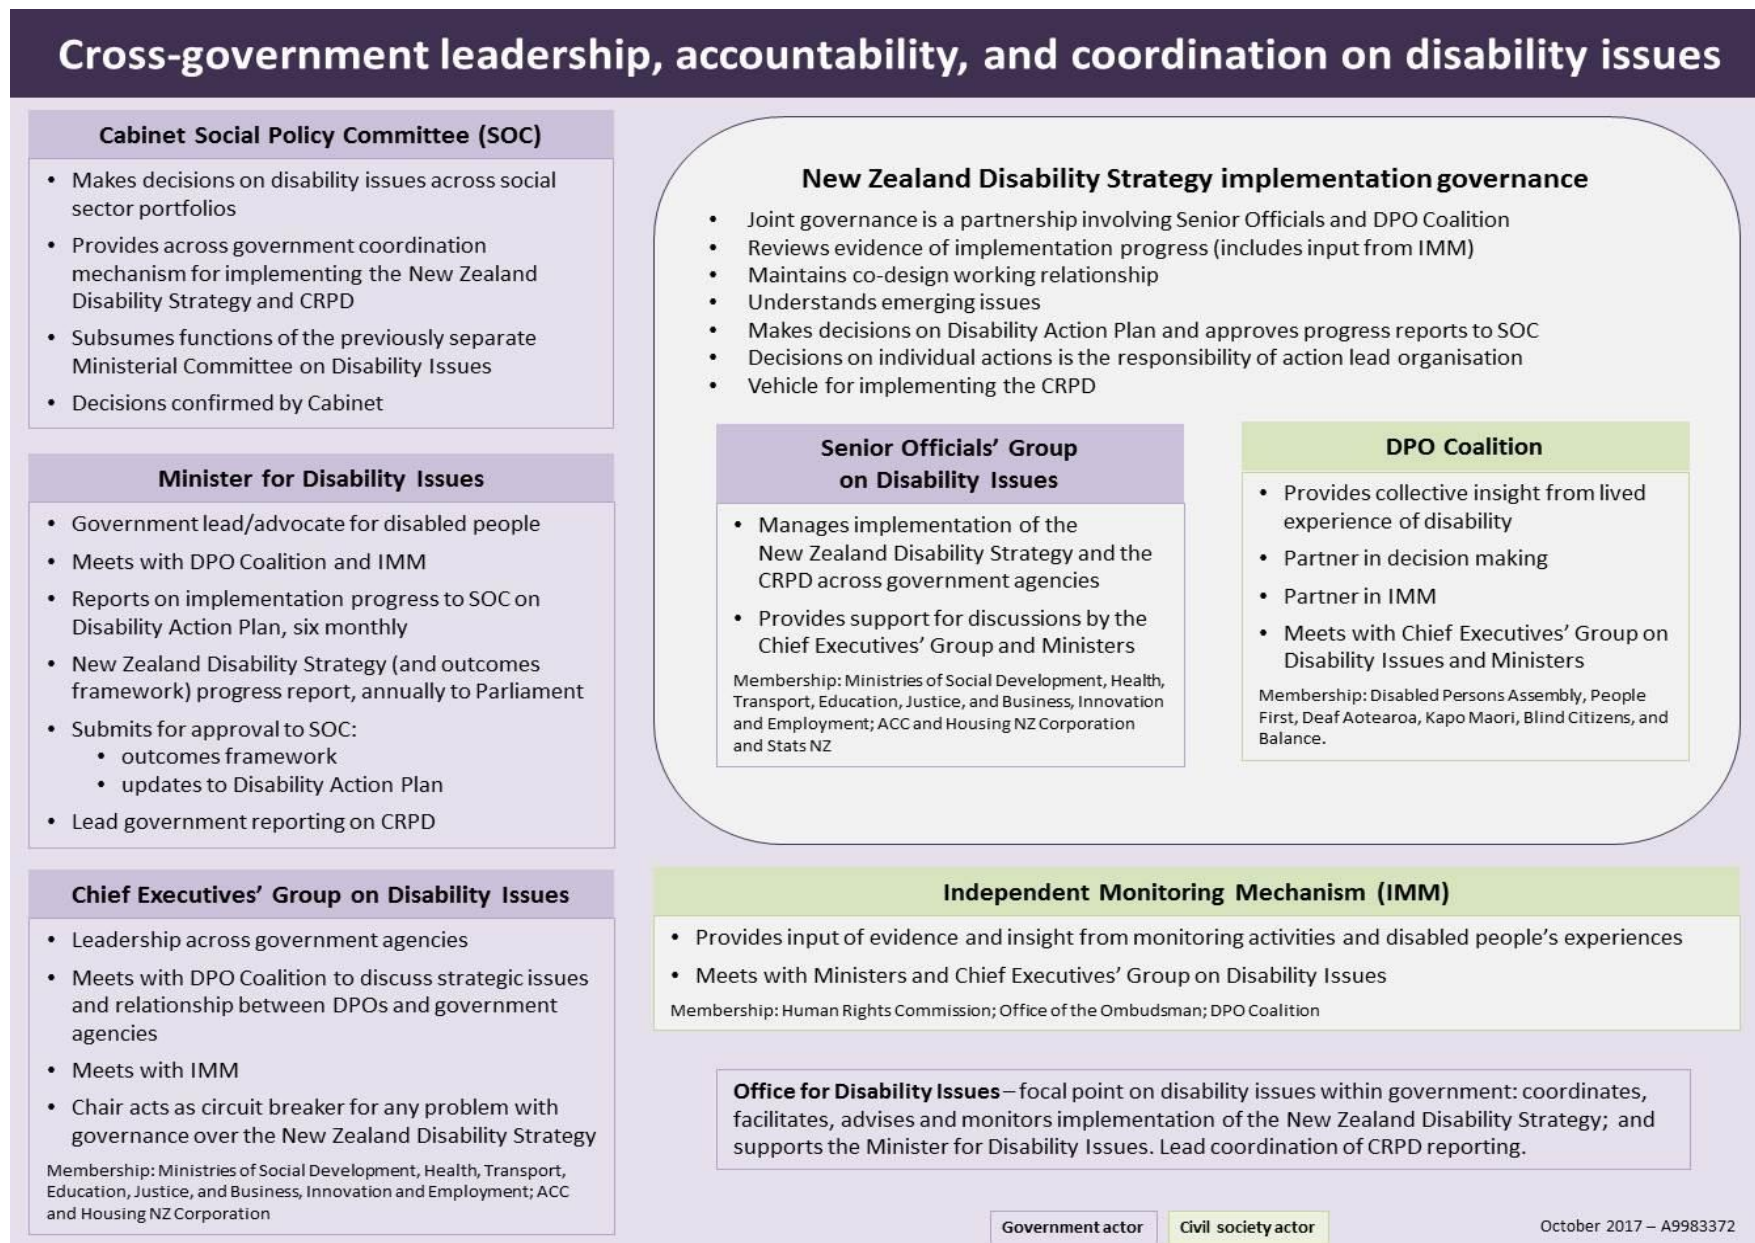 Cross-government leadership, accountability, and coordination on disability issues
Cabinet Social Policy Committee (SOC)
• Makes decisions on disability issues across social
sector portfolios
• Provides across government coordination
mechanism for implementing the New Zealand
Disability Strategy and CRPD
• Subsumes functions of the previously separate
Ministerial Committee on Disability Issues
• Decisions confirmed by Cabinet
Minister for Disability Issues
• Government lead/advocate for disabled people
• Meets with DPO Coalition and IMM
• Reports on implementation progress to SOC on
Disability Action Plan, six monthly
• New Zealand Disability Strategy (and outcomes
framework) progress report, annually to Parliament
• Submits for approval to SOC:
• outcomes framework
• updates to Disability Action Plan
• Lead government reporting on CRPD
Chief Executives’ Group on Disability Issues
• Leadership across government agencies
• Meets with DPO Coalition to discuss strategic issues
and relationship between DPOs and government
agencies
• Meets with IMM
• Chair acts as circuit breaker for any problem with
governance over the New Zealand Disability Strategy
Membership: Ministries of Social Development, Health, Transport,
Education, Justice, and Business, Innovation and Employment; ACC
and Housing NZ Corporation
New Zealand Disability Strategy implementation governance
• Joint governance is a partnership involving Senior Officials and DPO Coalition
• Reviews evidence of implementation progress (includes input from IMM)
• Maintains co-design working relationship
• Understands emerging issues
• Makes decisions on Disability Action Plan and approves progress reports to SOC
• Decisions on individual actions is the responsibility of action lead organisation
• Vehicle for implementing the CRPD
Senior Officials’ Group
on Disability Issues
• Manages implementation of the
New Zealand Disability Strategy and the
CRPD across government agencies
• Provides support for discussions by the
Chief Executives’ Group and Ministers
Membership: Ministries of Social Development, Health,
Transport, Education, Justice, and Business, Innovation
and Employment; ACC and Housing NZ Corporation
and Stats NZ
DPO Coalition
• Provides collective insight from lived
experience of disability
• Partner in decision making
• Partner in IMM
• Meets with Chief Executives’ Group on
Disability Issues and Ministers
Membership: Disabled Persons Assembly, People
First, Deaf Aotearoa, Kapo Maori, Blind Citizens, and
Balance.
Independent Monitoring Mechanism (IMM)
• Provides input of evidence and insight from monitoring activities and disabled people’s experiences
• Meets with Ministers and Chief Executives’ Group on Disability Issues
Membership: Human Rights Commission; Office of the Ombudsman; DPO Coalition
Office for Disability Issues – focal point on disability issues within government: coordinates,
facilitates, advises and monitors implementation of the New Zealand Disability Strategy; and
supports the Minister for Disability Issues. Lead coordination of CRPD reporting.
Government actor
Civil society actor
October 2017 – A9983372